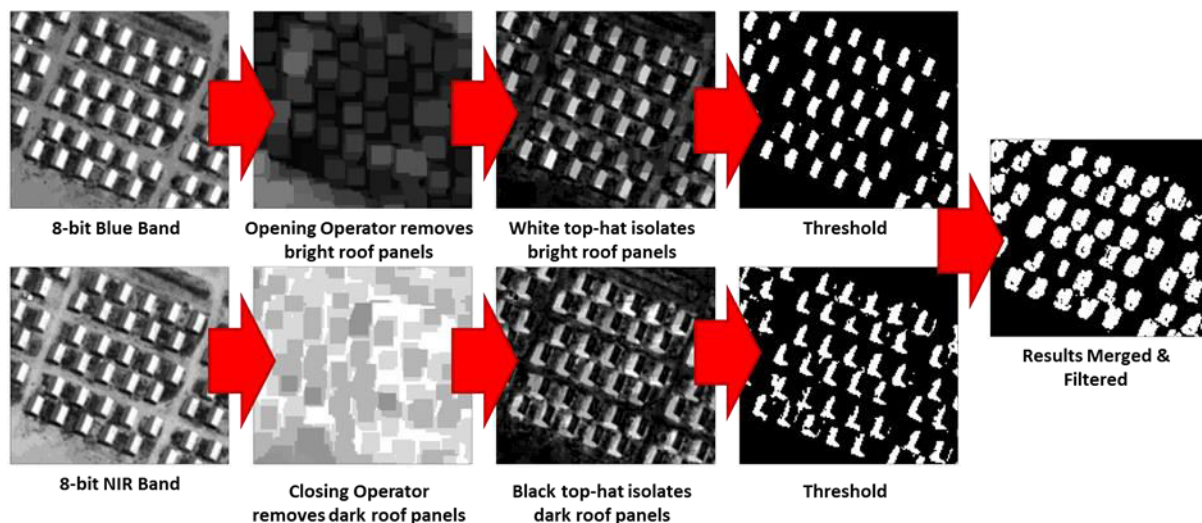 8-bit Blue Band
Opening Operator removes
bright roof panels
White top-hat isolates
bright roof panels
Threshold
8-bit NIR Band
Closing Operator
removes dark roof panels
Black top-hat isolates
dark roof panels
Threshold
Results Merged &
Filtered